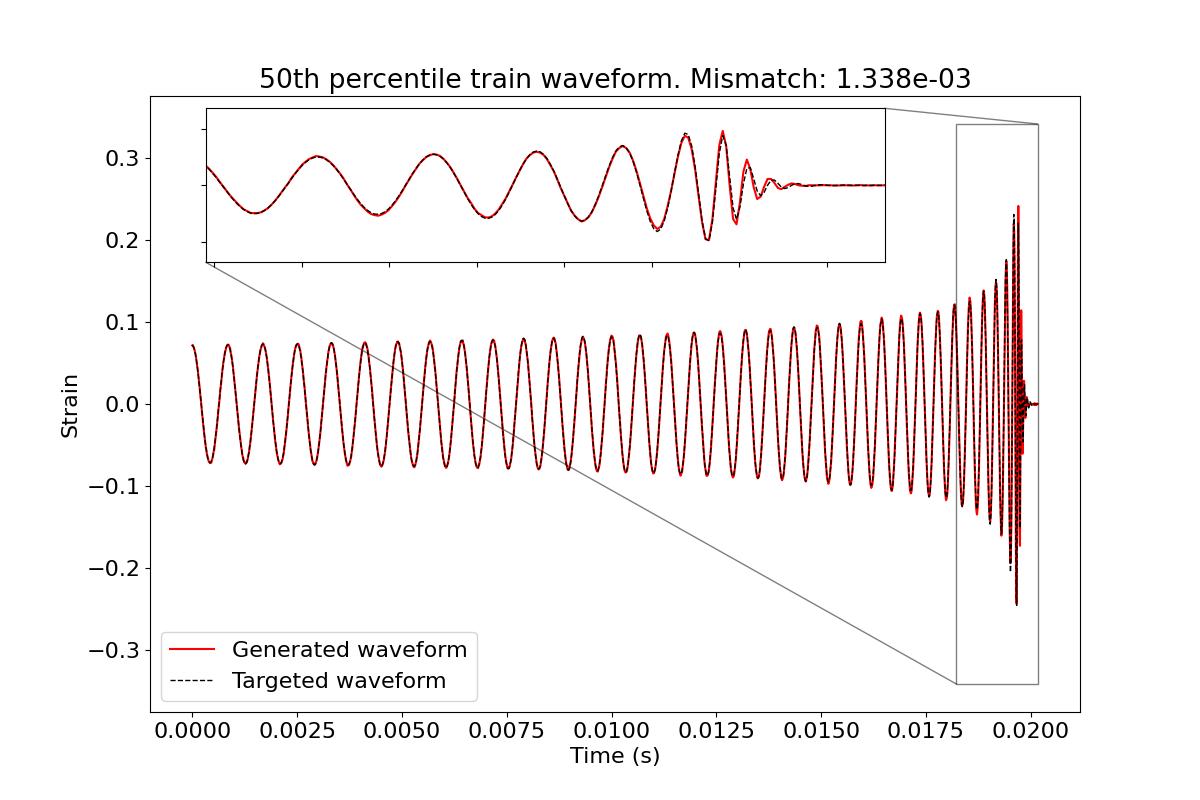 50th percentile train waveform. Mismatch: 1.338e-03
0.3
0.2
0.1
0.0
−0.1
−0.2
−0.3
Strain
Generated waveform
Targeted waveform
0.0000 0.0025 0.0050 0.0075 0.0100 0.0125 0.0150 0.0175 0.0200
Time (s)